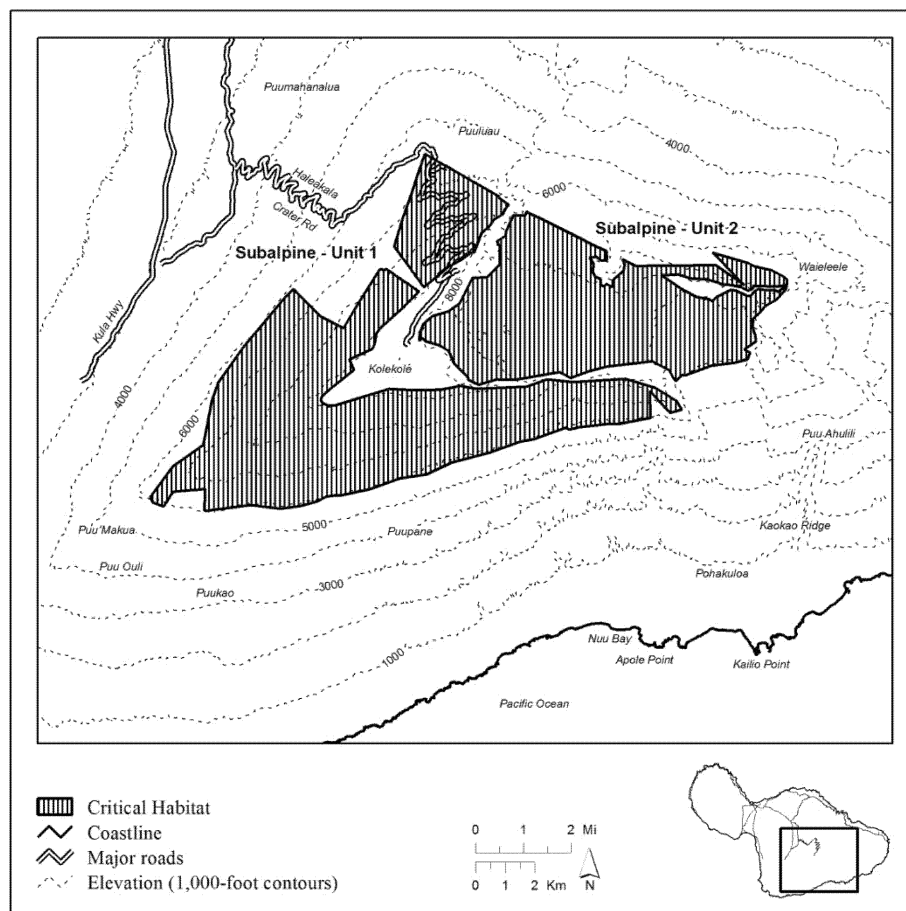 Puumahanalua
Puuluau
4000
Haleakala
Crater Rd
6000
Subalpine - Unit 1
Subalpine - Unit 2
Waieleele
8000
Kula Hwy
Kolekolé
4000
6000
Puu Ahulili
Puu Makua
5000
Puupane
Kaokao Ridge
Puu Ouli
Puukao
3000
Pohakuloa
1000
Nuu Bay
Apole Point
Kailio Point
Pacific Ocean
Critical Habitat
Coastline
Major roads
Elevation (1,000-foot contours)
0 1 2 Mi
0 1 2 Km
N